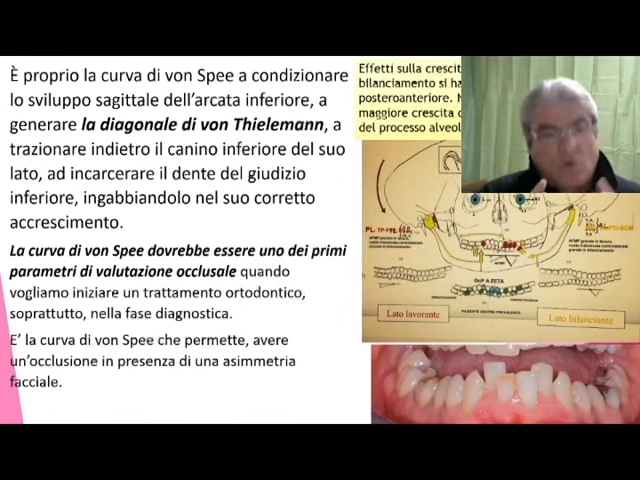 È proprio la curva di von Spee a condizionare
lo sviluppo sagittale dell'arcata inferiore, a
generare la diagonale di von Thielemann, a
trazionare indietro il canino inferiore del suo
lato, ad incarcerare il dente del giudizio
inferiore, ingabbiandolo nel suo corretto
accrescimento.
La curva di von Spee dovrebbe essere uno dei primi
parametri di valutazione occlusale quando
vogliamo iniziare un trattamento ortodontico,
soprattutto, nella fase diagnostica.
E' la curva di von Spee che permette, avere
un'occlusione in presenza di una asimmetria
facciale.
Effetti sulla crescit
bilanciamento si ha
posteroanteriore.
maggiore crescita
del processo alveol
OcP A ZETA
PAZIENTE DESTRO PREVALENTE
Lato lavorante
Lato bilanciante